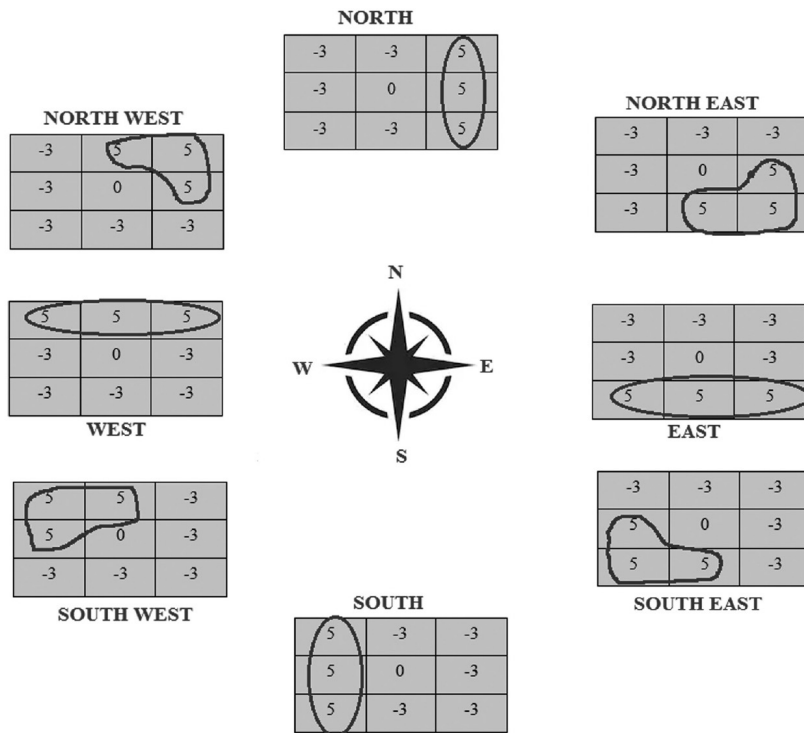 NORTH
-3 -3 5
-3 0 5
-3 -3 5
NORTH WEST
-3 5 5
-3 0 5
-3 -3 -3
NORTH EAST
-3 -3 -3
-3 0 5
-3 5 5
N
W E
S
5 5 5
-3 0 -3
-3 -3 -3
WEST
-3 -3 -3
-3 0 -3
5 5 5
EAST
5 5 -3
5 0 -3
-3 -3 -3
SOUTH WEST
-3 -3 -3
5 0 -3
5 5 -3
SOUTH EAST
SOUTH
5 -3 -3
5 0 -3
5 -3 -3